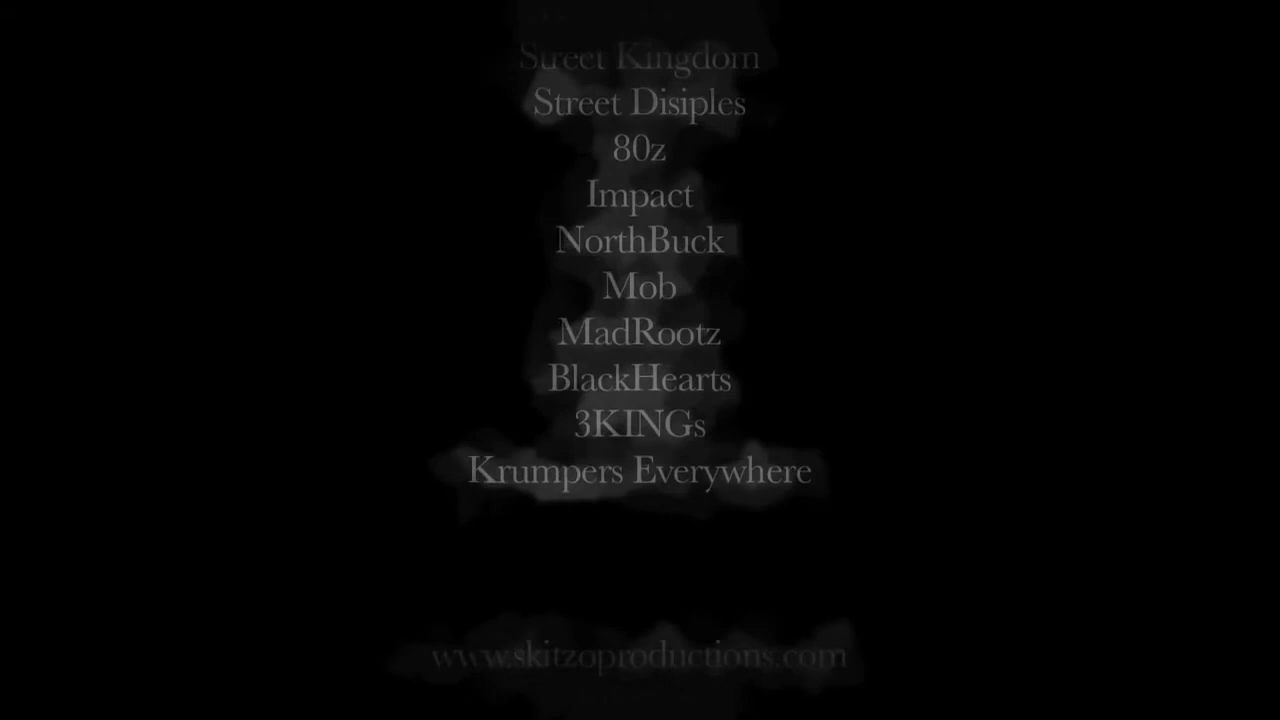 Street Kingdom
Street Disiples
80z
Impact
NorthBuck
Mob
MadRootz
BlackHearts
3KINGs
Krumpers Everywhere
www.skitzoproductions.com